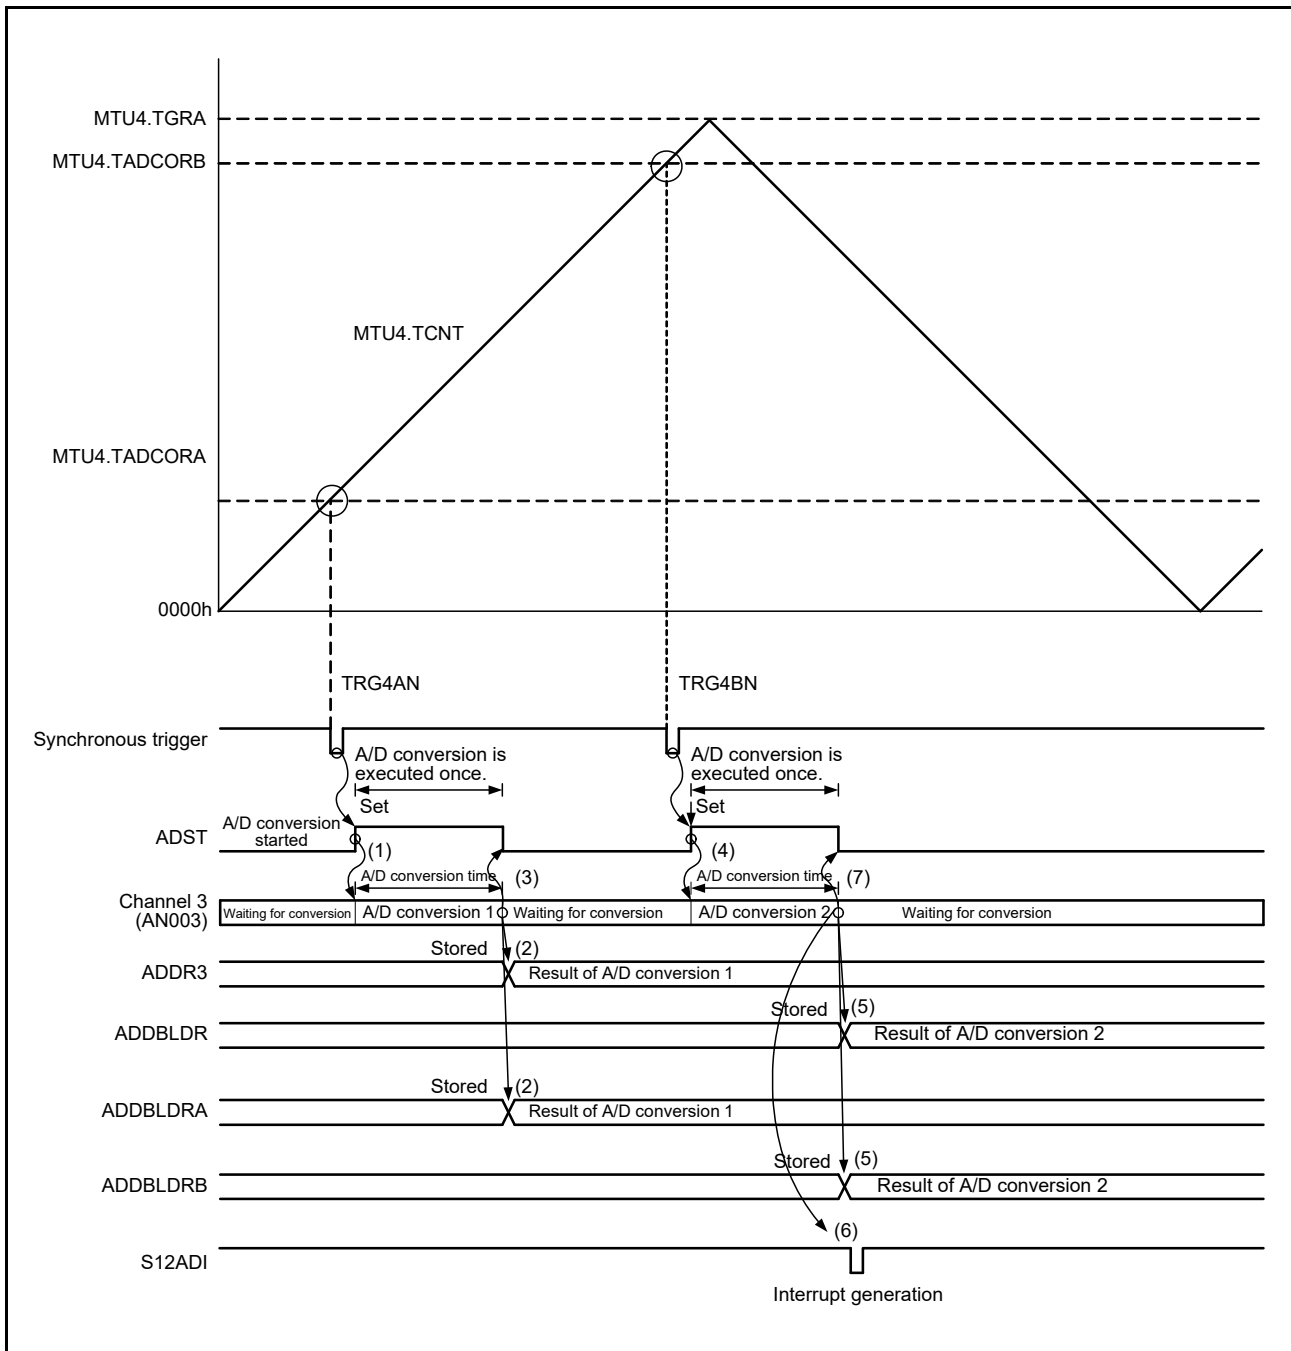 MTU4.TGRA
MTU4.TADCORB
MTU4.TCNT
MTU4.TADCORA
0000h
TRG4AN
TRG4BN
Synchronous trigger
A/D conversion is
executed once.
A/D conversion is
executed once.
Set
Set
A/D conversion
started
ADST
(1)
(4)
A/D conversion time
(3)
A/D conversion time
(7)
Channel 3
(AN003)
Waiting for conversion
A/D conversion 1
Waiting for conversion
A/D conversion 2
Waiting for conversion
Stored
(2)
ADDR3
Result of A/D conversion 1
Stored
(5)
ADDBLDR
Result of A/D conversion 2
Stored
(2)
ADDBLDRA
Result of A/D conversion 1
Stored
(5)
ADDBLDRB
Result of A/D conversion 2
(6)
S12ADI
Interrupt generation